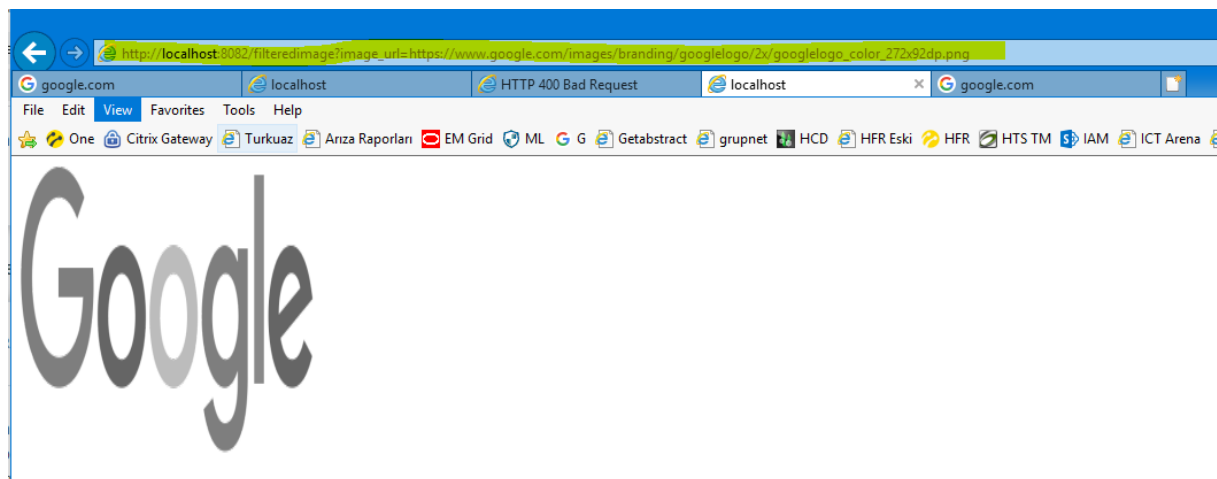 http://localhost:8082/filteredimage?image_url=https://www.google.com/images/branding/googlelogo/2x/googlelogo_color_272x92dp.png
google.com localhost HTTP 400 Bad Request localhost × google.com
File Edit View Favorites Tools Help
One Citrix Gateway Turkuaz Arıza Raporları EM Grid ML G Getabstract grupnet HCD HFR Eski HFR HTS TM IAM ICT Arena
Google